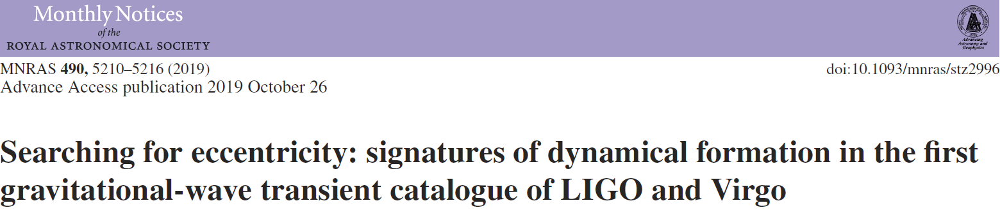 Monthly Notices
of the
ROYAL ASTRONOMICAL SOCIETY
Advancing
Astronomy and
Geophysics
MNRAS 490, 5210–5216 (2019)
doi:10.1093/mnras/stz2996
Advance Access publication 2019 October 26
Searching for eccentricity: signatures of dynamical formation in the first
gravitational-wave transient catalogue of LIGO and Virgo